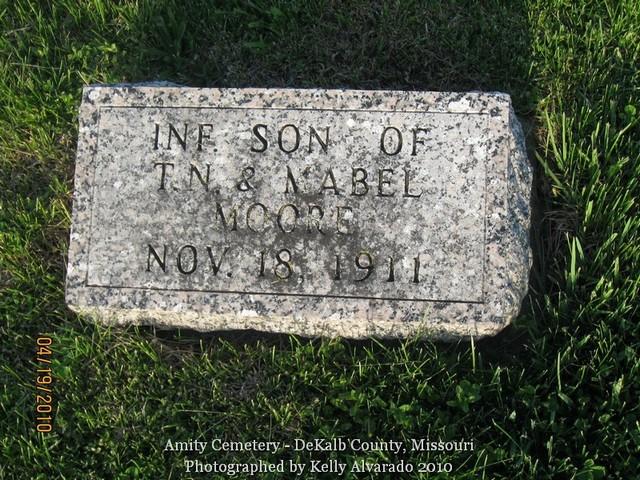 INF SON OF
T.N. & MABEL
MOORE
NOV. 18, 1911
04/19/2010
Amity Cemetery - DeKalb County, Missouri
Photographed by Kelly Alvarado 2010